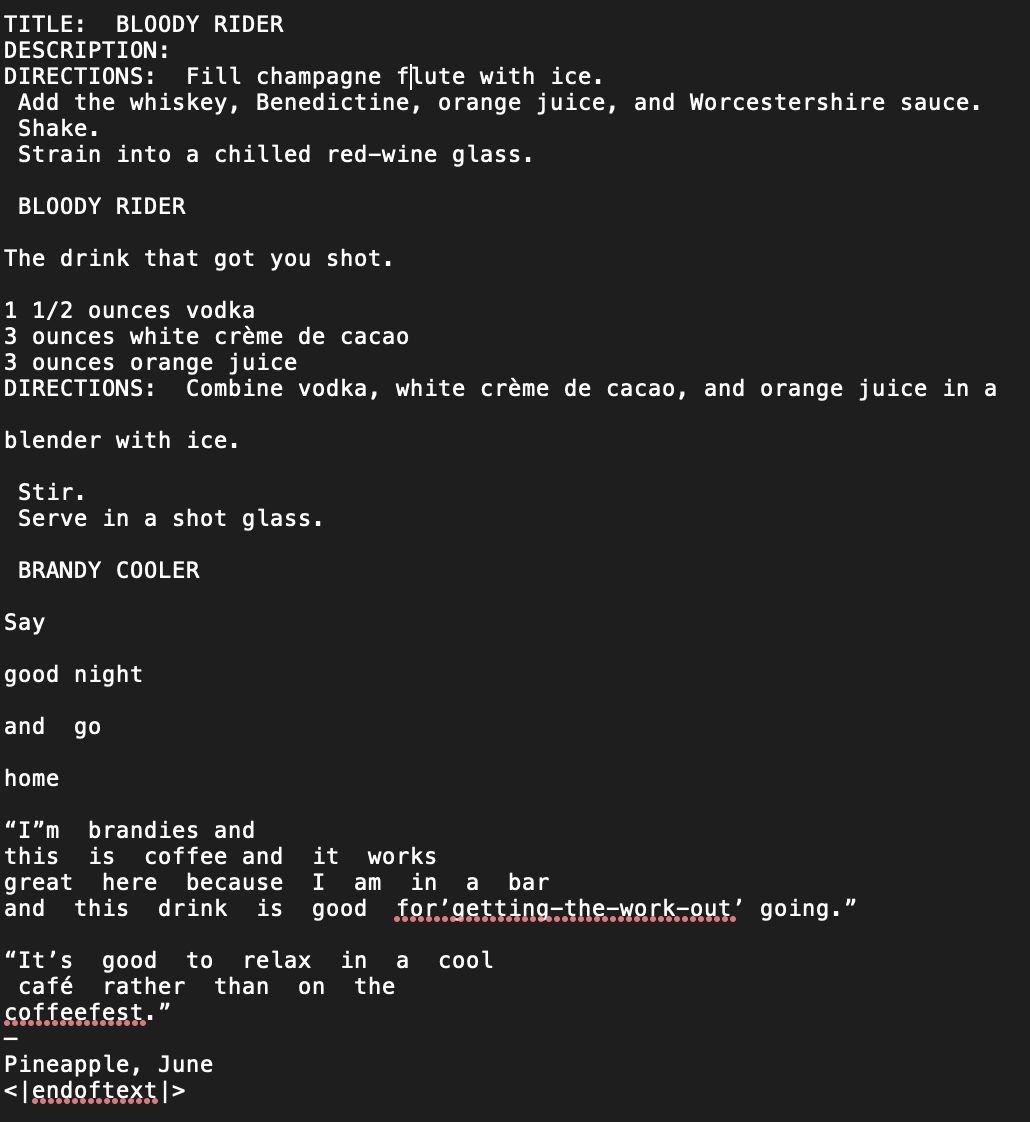 TITLE:  BLOODY RIDER
DESCRIPTION:
DIRECTIONS:  Fill champagne flute with ice.
 Add the whiskey, Benedictine, orange juice, and Worcestershire sauce.
 Shake.
 Strain into a chilled red-wine glass.

 BLOODY RIDER

The drink that got you shot.

1 1/2 ounces vodka
3 ounces white crème de cacao
3 ounces orange juice
DIRECTIONS:  Combine vodka, white crème de cacao, and orange juice in a

blender with ice.

 Stir.
 Serve in a shot glass.

 BRANDY COOLER

Say

good night

and  go

home

“I”m  brandies and
this  is  coffee and  it  works
great  here  because  I  am  in  a  bar
and  this  drink  is  good  for’getting-the-work-out’ going.”

“It’s  good  to  relax  in  a  cool
 café  rather  than  on  the
coffeefest.”
—
Pineapple, June
<|endoftext|>